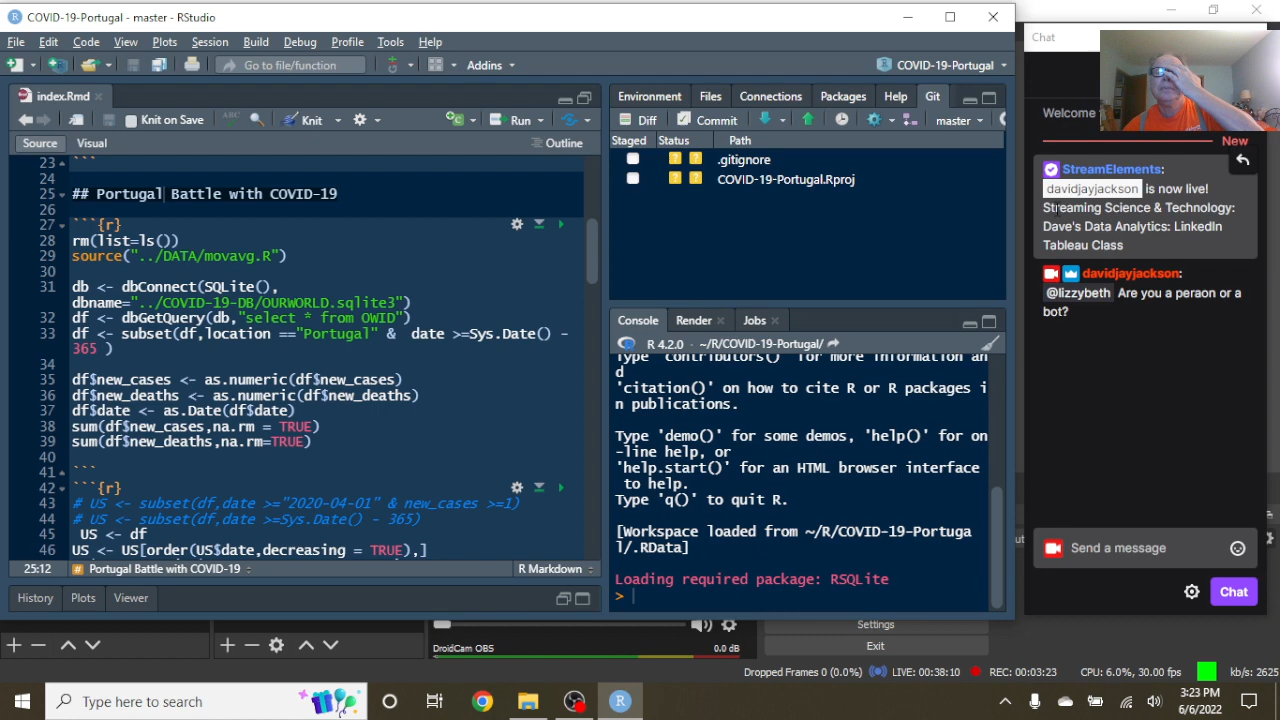 COVID-19-Portugal - master - RStudio
File Edit Code View Plots Session Build Debug Profile Tools Help
Go to file/function
Addins
COVID-19-Portugal
index.Rmd
Knit on Save
ABC
Knit
Run
Source Visual
Outline
23 ```
24
25 ## Portugal Battle with COVID-19
26
27 ```{r}
28 rm(list=ls())
29 source("../DATA/movavg.R")
30
31 db <- dbConnect(SQLite(),
dbname="../COVID-19-DB/OURWORLD.sqlite3")
32 df <- dbGetQuery(db,"select * from OWID")
33 df <- subset(df,location =="Portugal" & date >=Sys.Date() -
365 )
34
35 df$new_cases <- as.numeric(df$new_cases)
36 df$new_deaths <- as.numeric(df$new_deaths)
37 df$date <- as.Date(df$date)
38 sum(df$new_cases,na.rm = TRUE)
39 sum(df$new_deaths,na.rm=TRUE)
40
41 ```
42 ```{r}
43 # US <- subset(df,date >="2020-04-01" & new_cases >=1)
44 # US <- subset(df,date >=Sys.Date() - 365)
45 US <- df
46 US <- US[order(US$date,decreasing = TRUE),]
25:12 # Portugal Battle with COVID-19 R Markdown
History Plots Viewer
Environment Files Connections Packages Help Git
Diff Commit master
Staged Status Path
? ? .gitignore
? ? COVID-19-Portugal.Rproj
Console Render Jobs
R 4.2.0 · ~/R/COVID-19-Portugal/
Type 'contributors()' for more information an
d
'citation()' on how to cite R or R packages i
n publications.
Type 'demo()' for some demos, 'help()' for on
-line help, or
'help.start()' for an HTML browser interface
to help.
Type 'q()' to quit R.
[Workspace loaded from ~/R/COVID-19-Portuga
l/.RData]
Loading required package: RSQLite
>
Chat
Welcome
New
StreamElements:
davidjayjackson is now live!
Streaming Science & Technology:
Dave's Data Analytics: LinkedIn
Tableau Class
davidjayjackson:
@lizzybeth Are you a peraon or a
bot?
Send a message
Chat
DroidCam OBS
0.0 dB
Settings
Exit
Dropped Frames 0 (0.0%) LIVE: 00:38:10 REC: 00:03:23 CPU: 6.0%, 30.00 fps kb/s: 2625
Type here to search
3:23 PM
6/6/2022